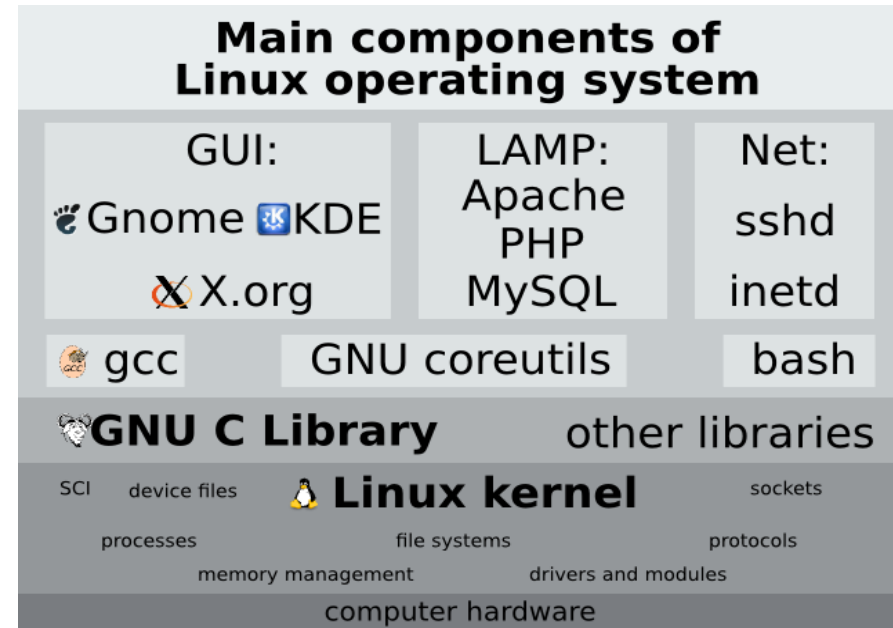 Main components of
Linux operating system
GUI:
Gnome KDE
X.org
LAMP:
Apache
PHP
MySQL
Net:
sshd
inetd
gcc
GNU coreutils
bash
GNU C Library
other libraries
SCI
device files
Linux kernel
sockets
processes
file systems
protocols
memory management
drivers and modules
computer hardware